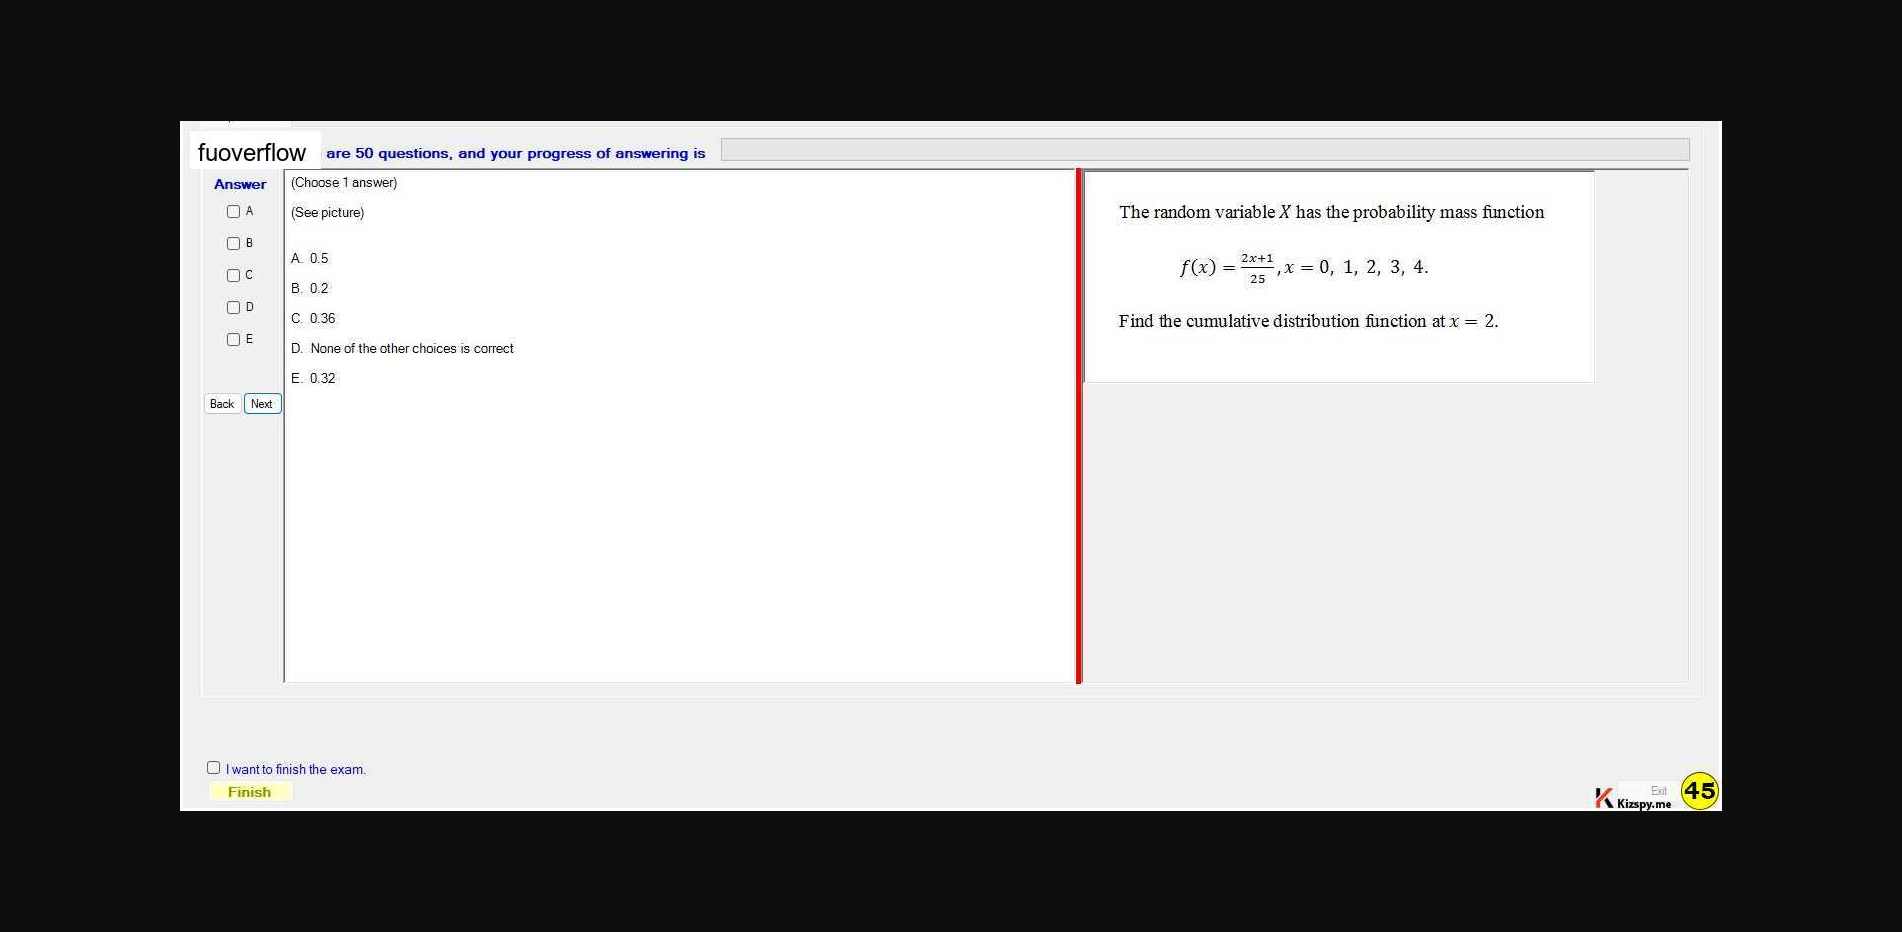 fuoverflow are 50 questions, and your progress of answering is
Answer
A
B
C
D
E
Back Next
(Choose 1 answer)
(See picture)
A. 0.5
B. 0.2
C. 0.36
D. None of the other choices is correct
E. 0.32
The random variable X has the probability mass function
f(x) = \frac{2x+1}{25}, x = 0, 1, 2, 3, 4.
Find the cumulative distribution function at x = 2.
I want to finish the exam.
Finish
Exit
Kizspy.me
45